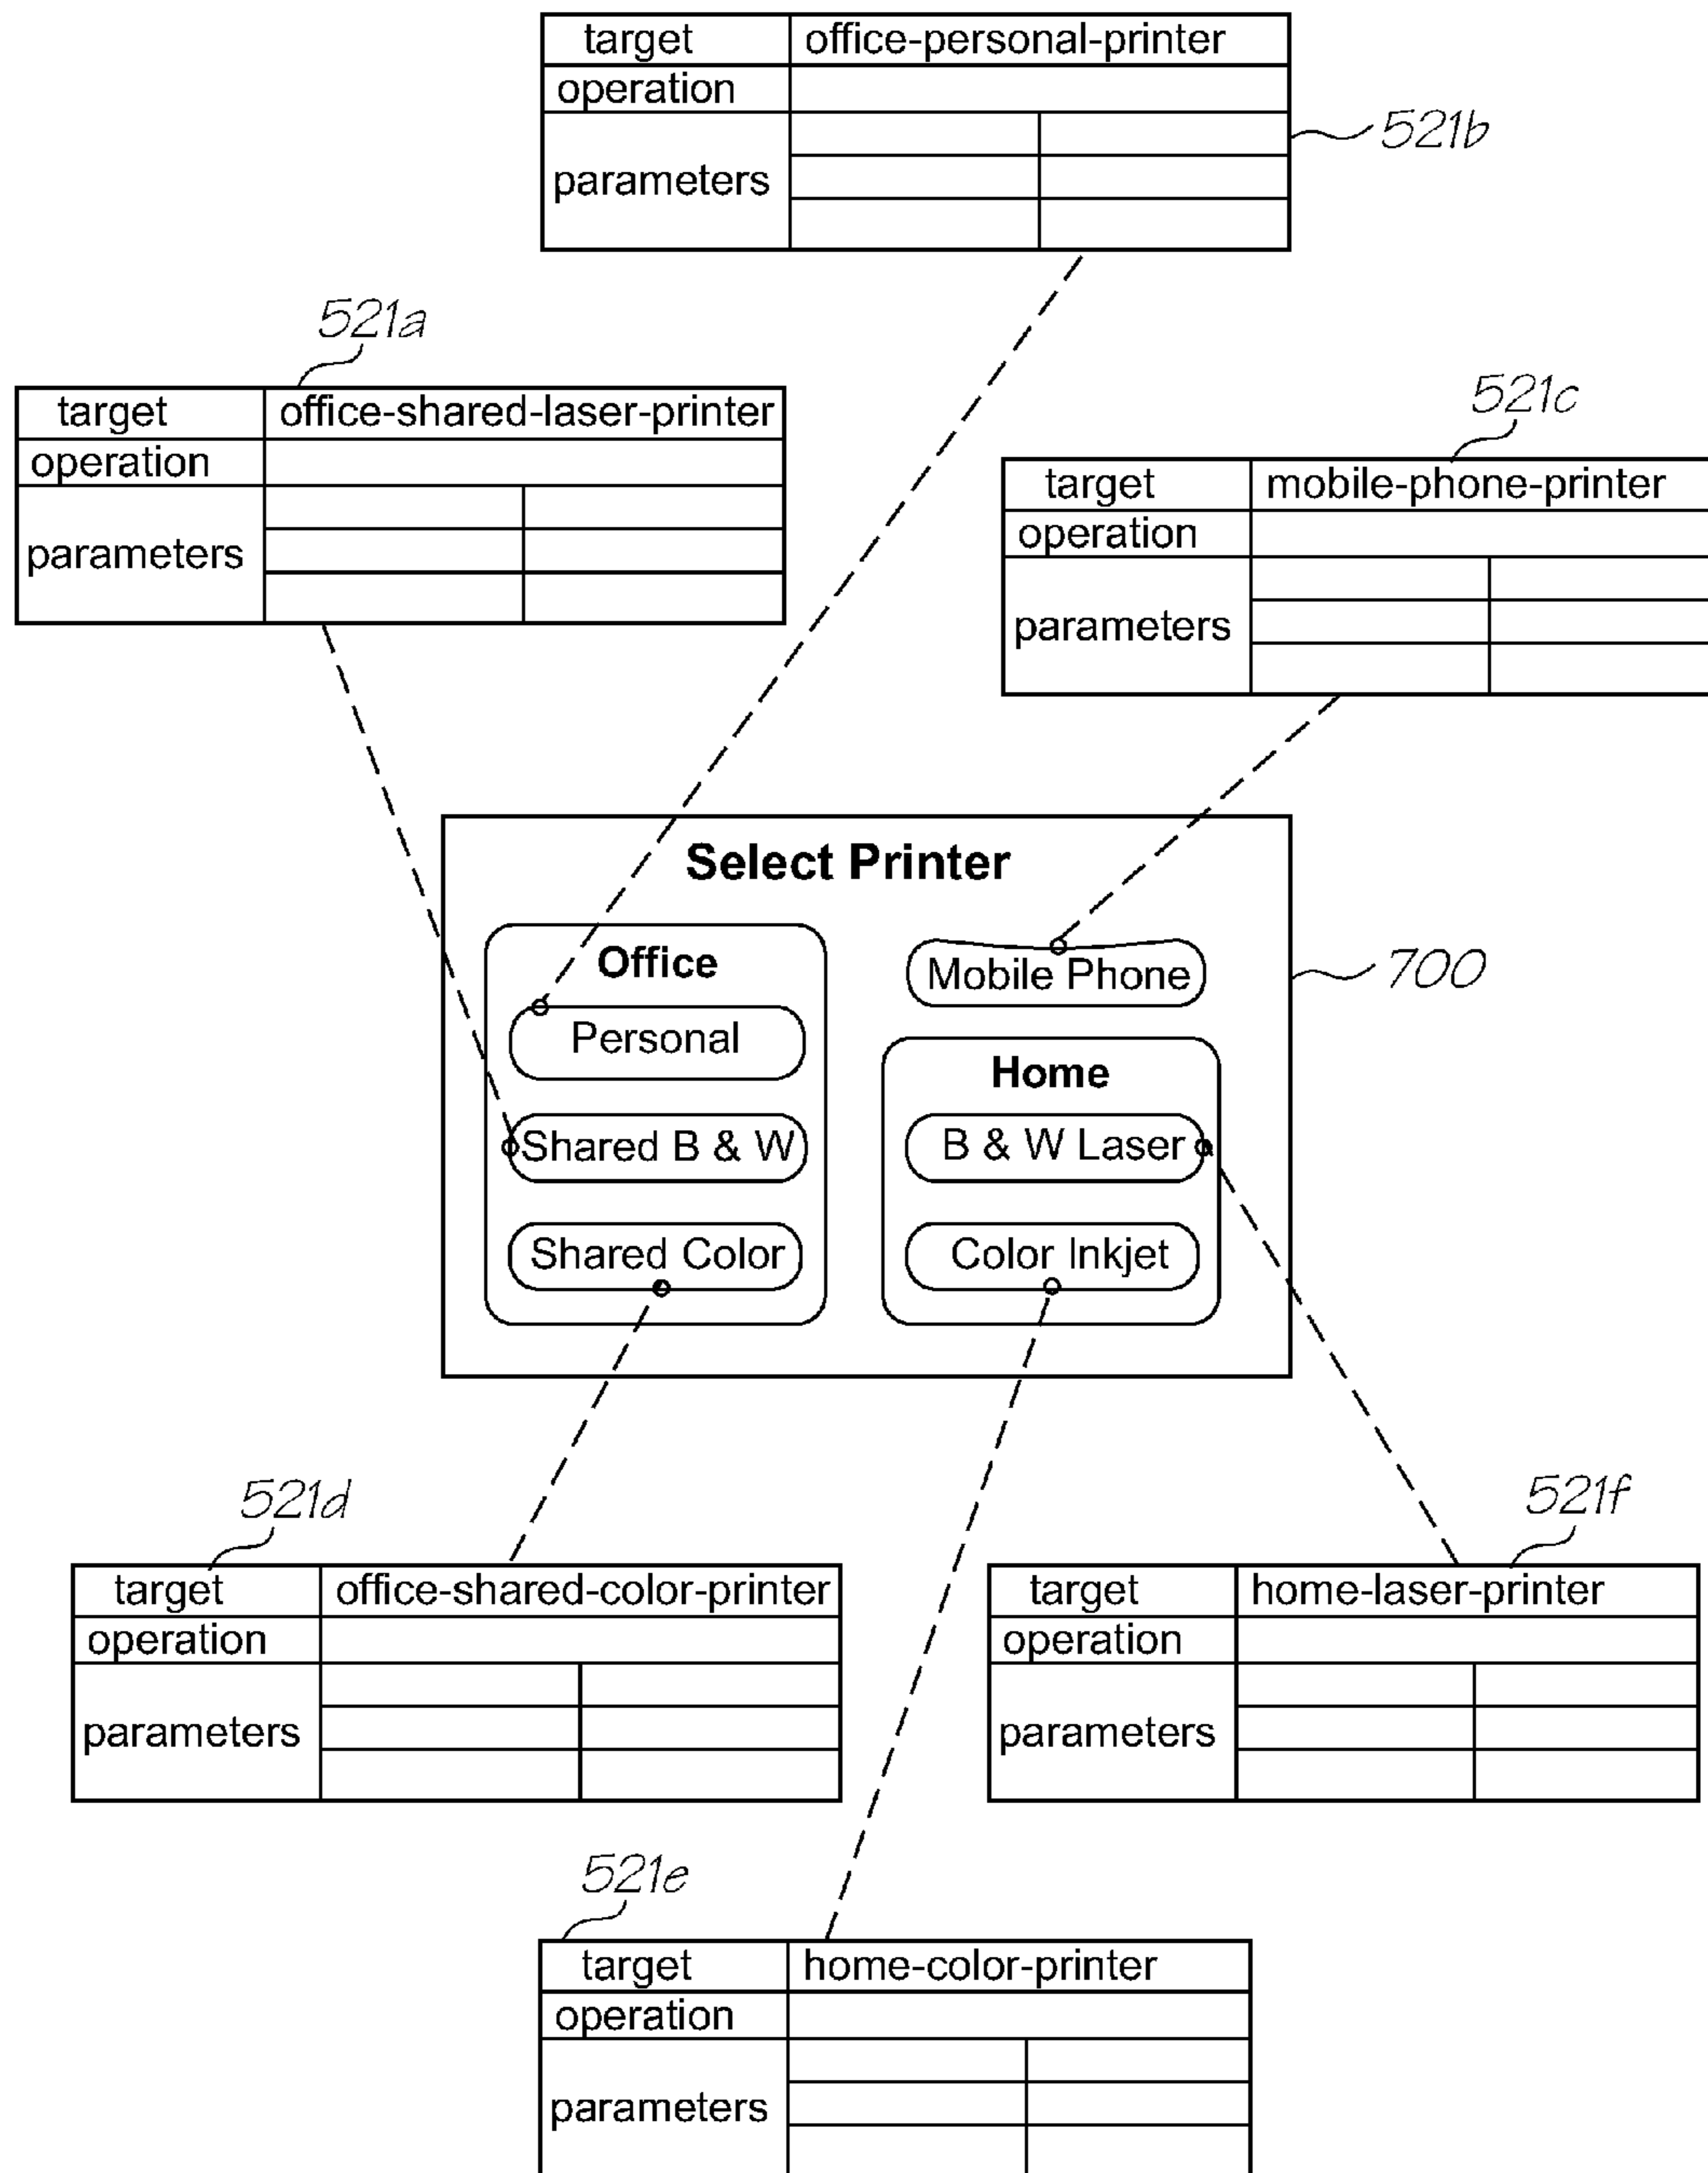 target office-personal-printer
operation
parameters
521b
521a
target office-shared-laser-printer
operation
parameters
521c
target mobile-phone-printer
operation
parameters
Select Printer
Office
Personal
Shared B & W
Shared Color
Mobile Phone
Home
B & W Laser
Color Inkjet
700
521d
target office-shared-color-printer
operation
parameters
521f
target home-laser-printer
operation
parameters
521e
target home-color-printer
operation
parameters